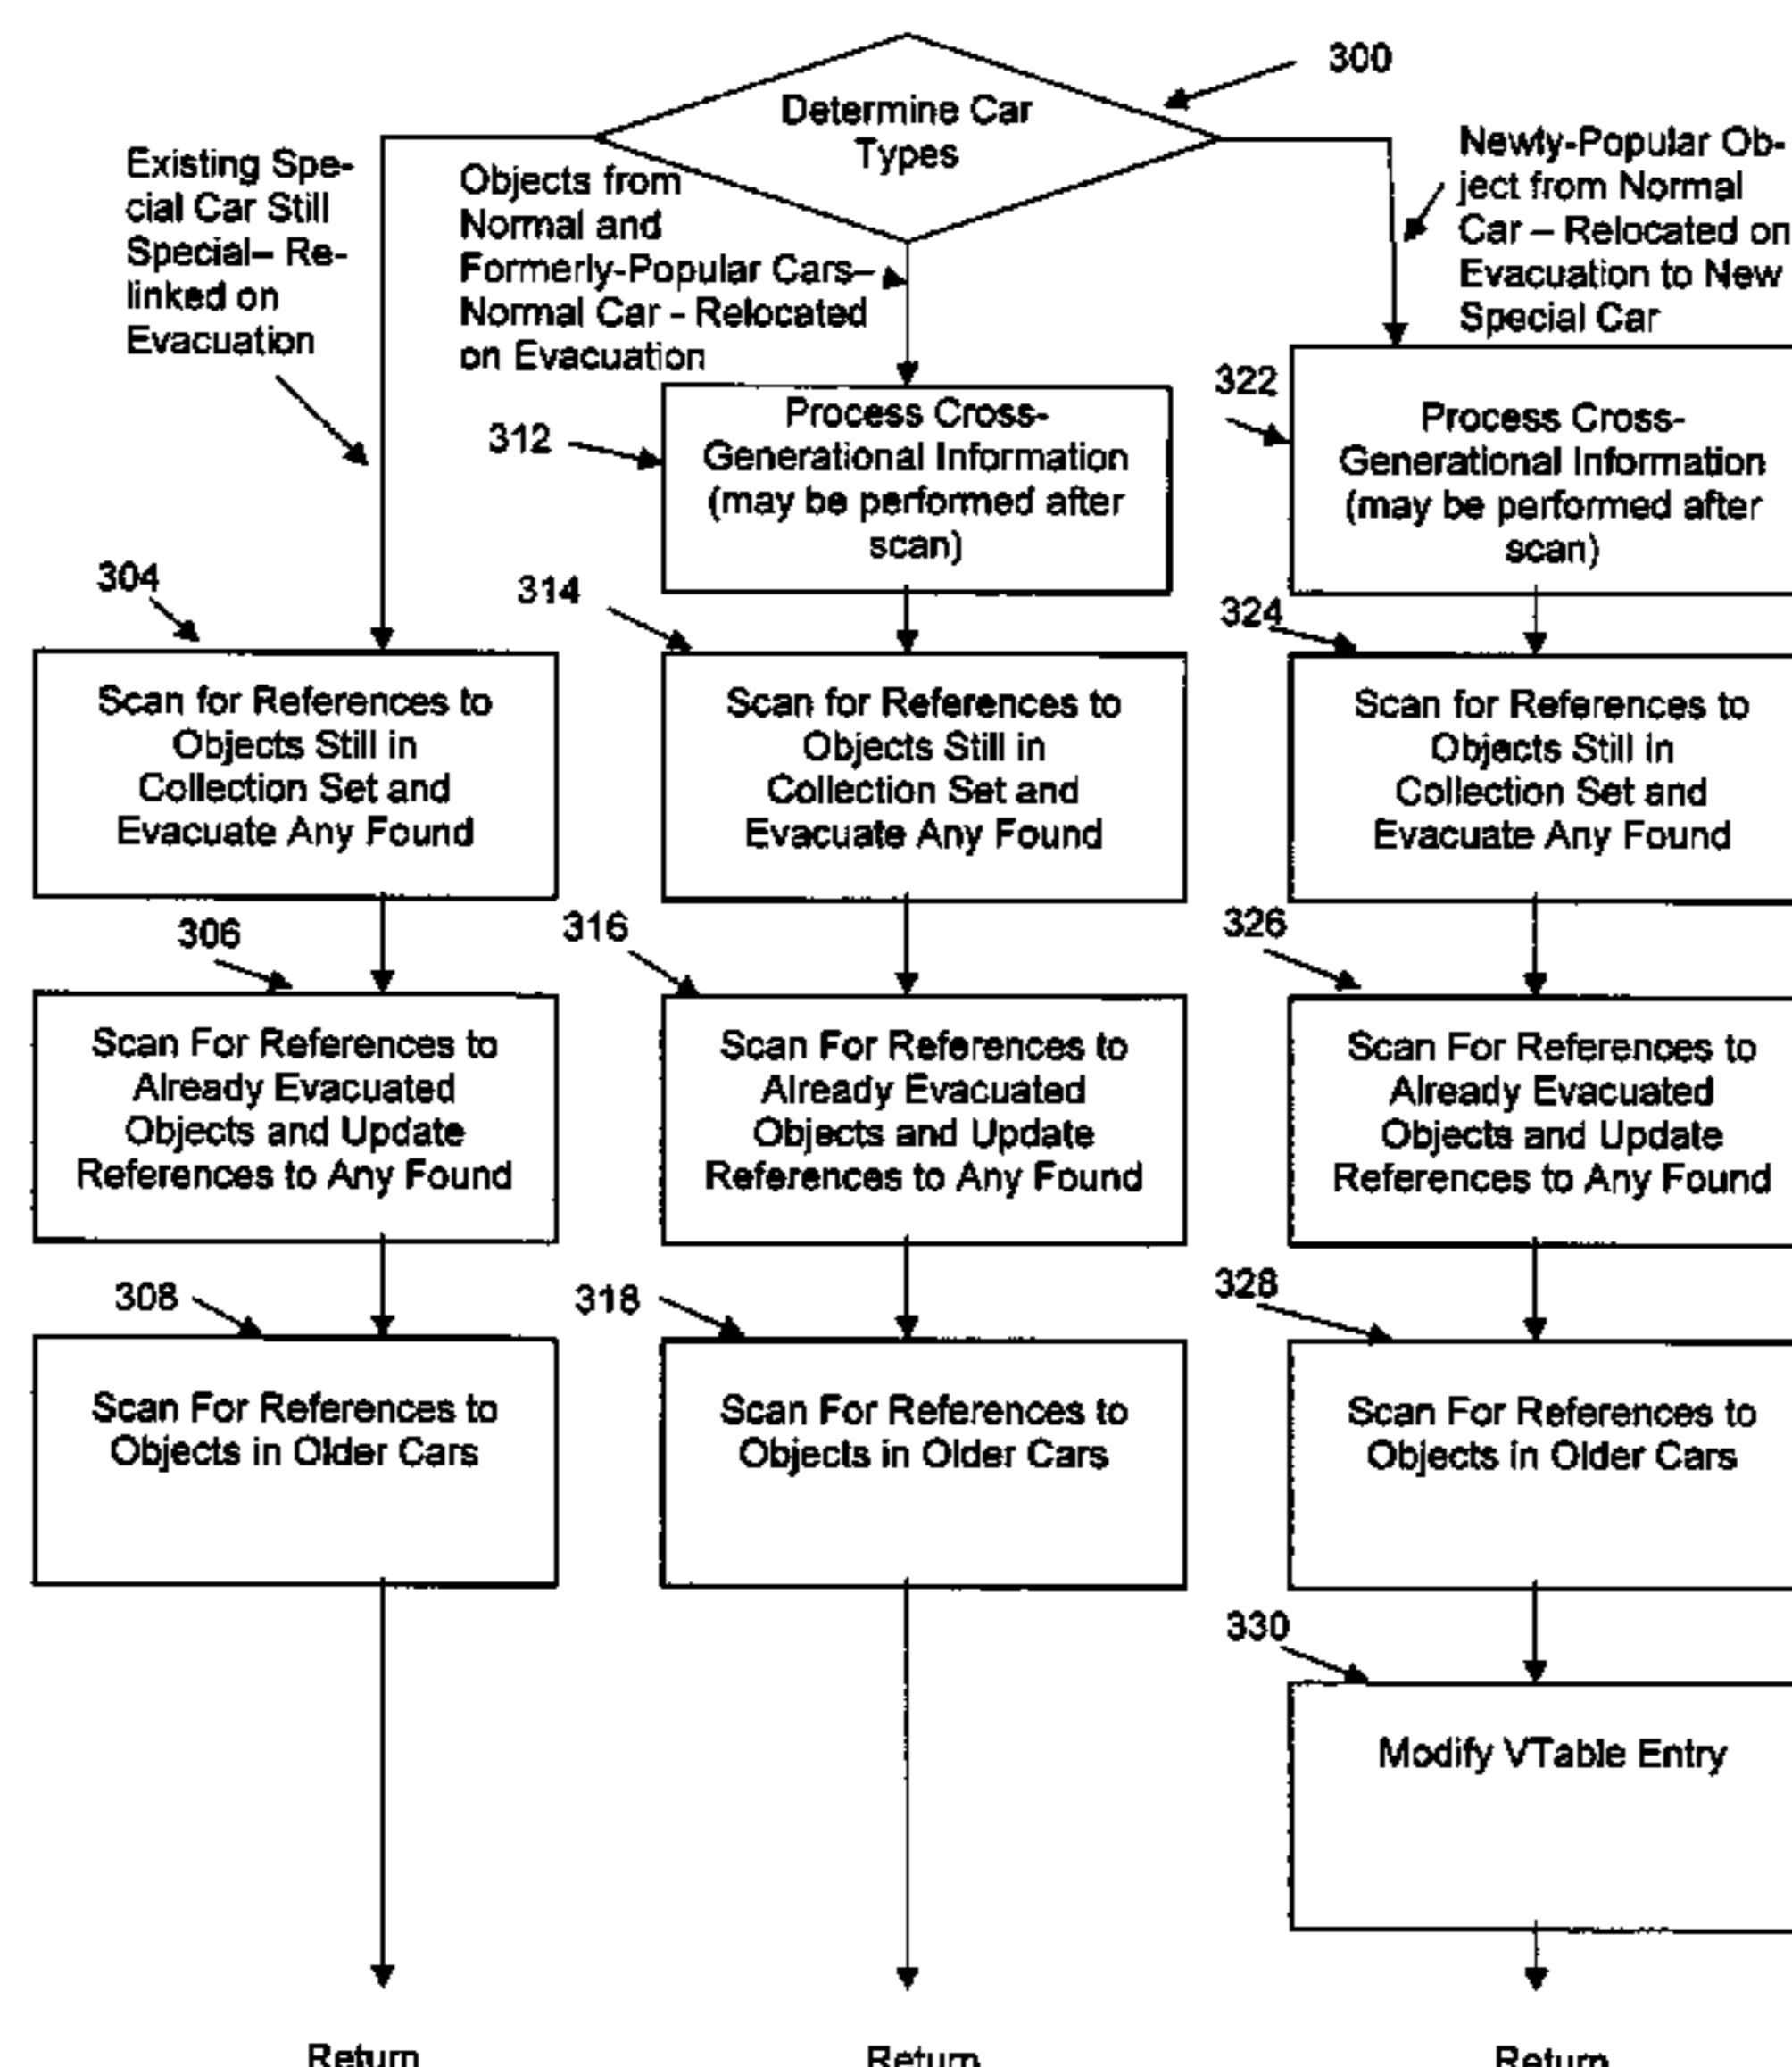 300
Determine Car
Types
Existing Spe-
cial Car Still
Special– Re-
linked on
Evacuation
Objects from
Normal and
Formerly-Popular Cars–
Normal Car - Relocated
on Evacuation
Newly-Popular Ob-
ject from Normal
Car – Relocated on
Evacuation to New
Special Car
312
Process Cross-
Generational Information
(may be performed after
scan)
322
Process Cross-
Generational Information
(may be performed after
scan)
304
Scan for References to
Objects Still in
Collection Set and
Evacuate Any Found
314
Scan for References to
Objects Still in
Collection Set and
Evacuate Any Found
324
Scan for References to
Objects Still in
Collection Set and
Evacuate Any Found
306
Scan For References to
Already Evacuated
Objects and Update
References to Any Found
316
Scan For References to
Already Evacuated
Objects and Update
References to Any Found
326
Scan For References to
Already Evacuated
Objects and Update
References to Any Found
308
Scan For References to
Objects in Older Cars
318
Scan For References to
Objects in Older Cars
328
Scan For References to
Objects in Older Cars
330
Modify VTable Entry
Return
Return
Return